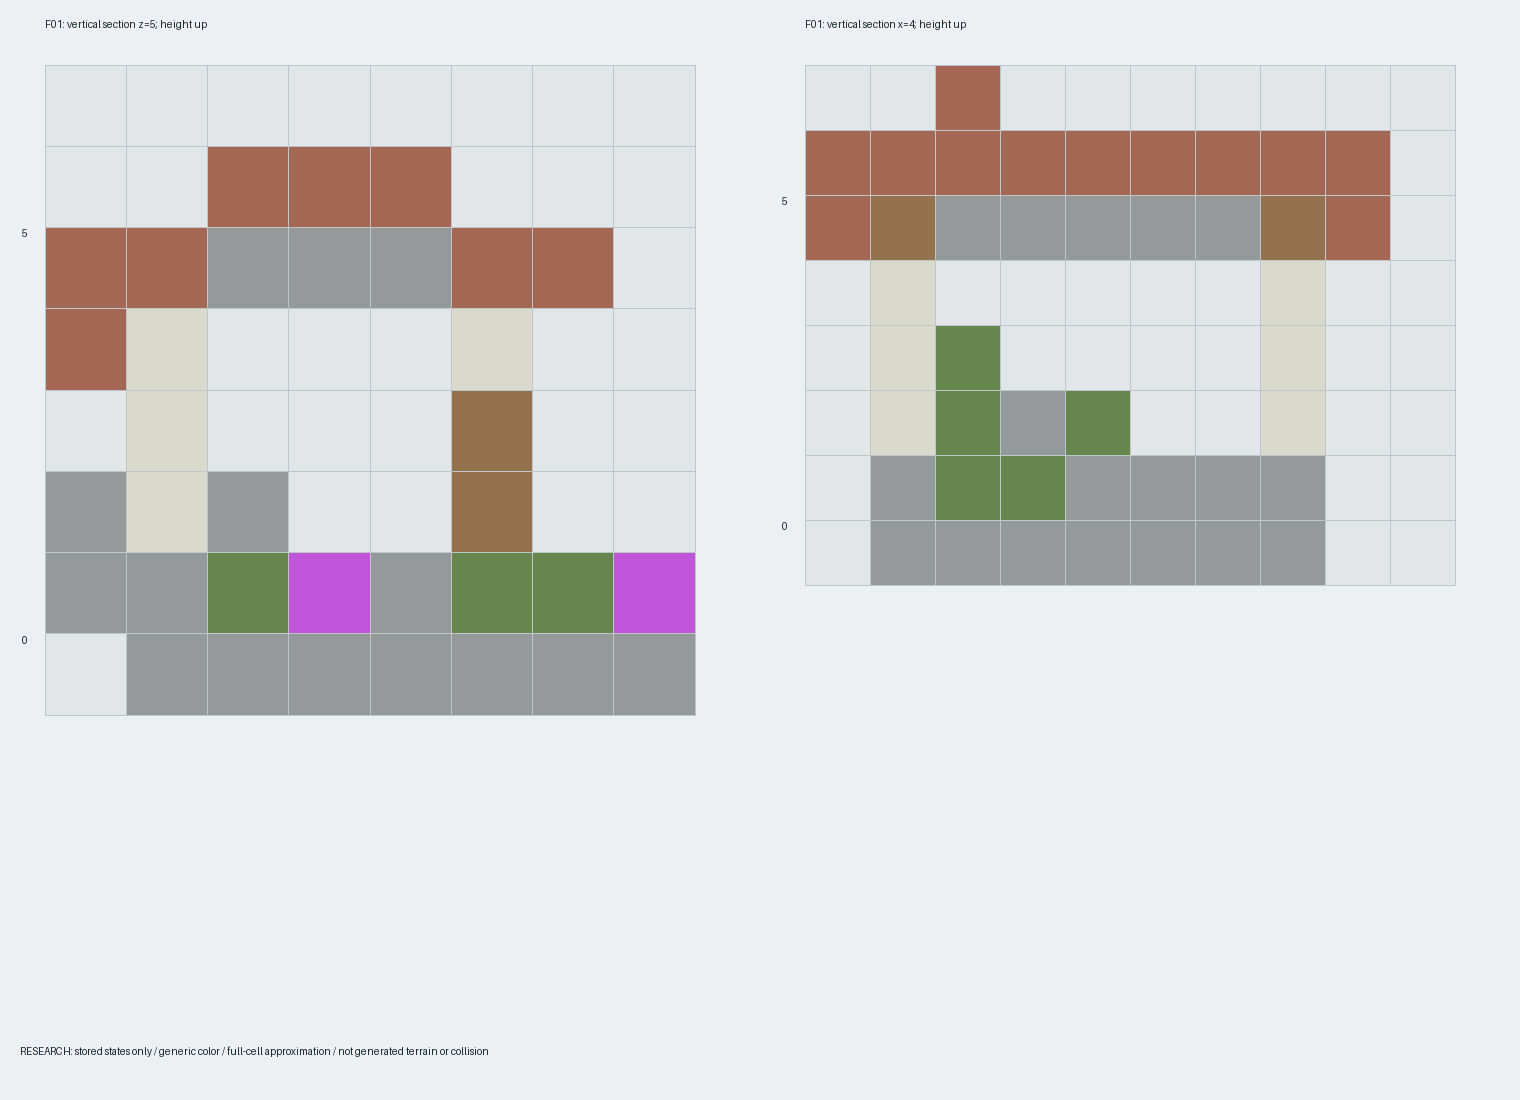 F01: vertical section z=5; height up
F01: vertical section x=4; height up
5
5
0
0
RESEARCH: stored states only / generic color / full-cell approximation / not generated terrain or collision